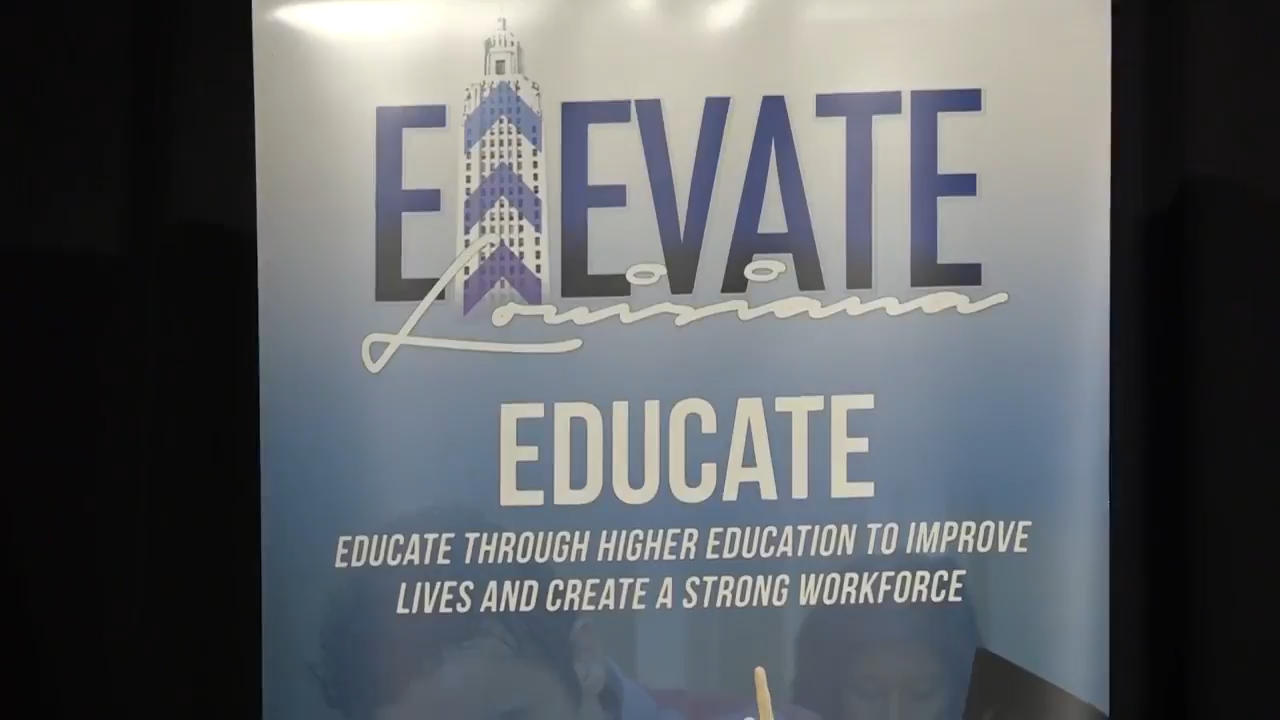 ELEVATE
Louisiana
EDUCATE
EDUCATE THROUGH HIGHER EDUCATION TO IMPROVE
LIVES AND CREATE A STRONG WORKFORCE